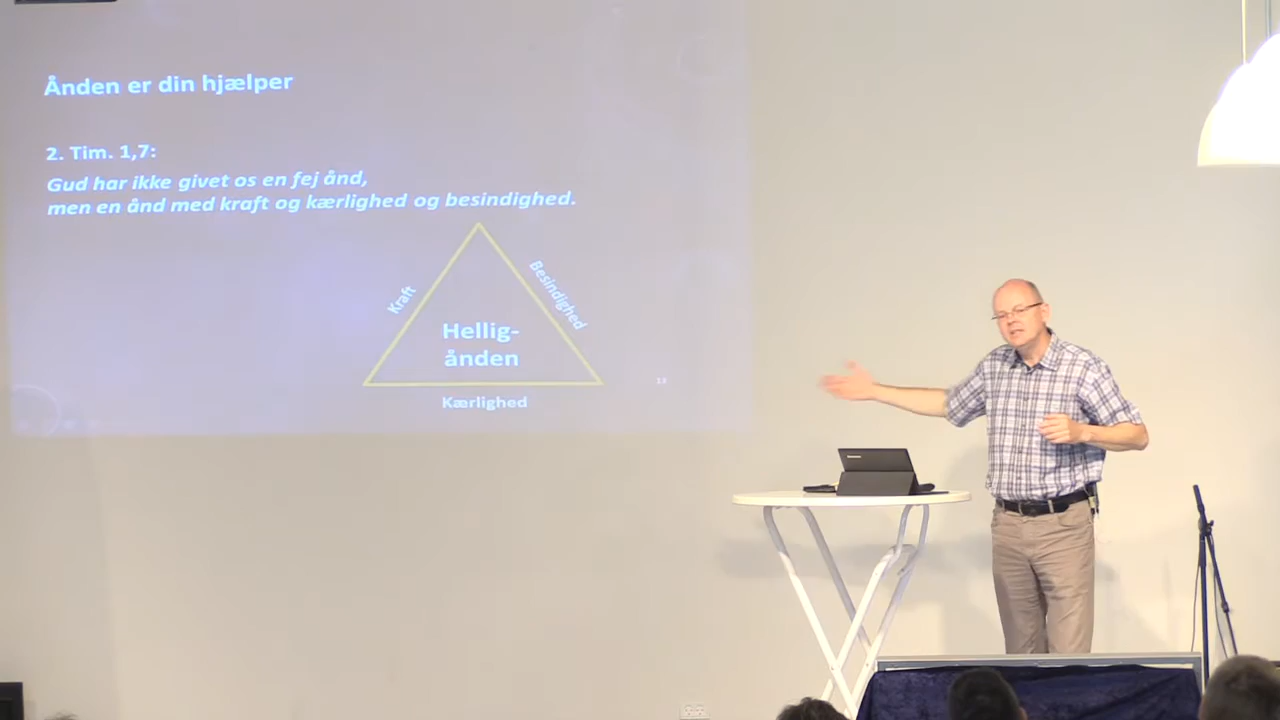 Ånden er din hjælper
2. Tim. 1,7:
Gud har ikke givet os en fej ånd,
men en ånd med kraft og kærlighed og besindighed.
Kraft
Besindighed
Hellig-
ånden
Kærlighed
13